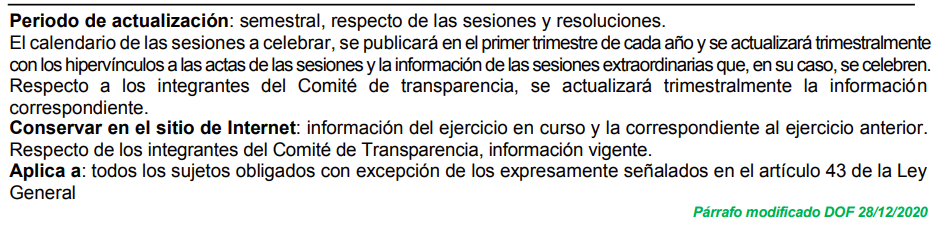 Periodo de actualización: semestral, respecto de las sesiones y resoluciones.
El calendario de las sesiones a celebrar, se publicará en el primer trimestre de cada año y se actualizará trimestralmente
con los hipervínculos a las actas de las sesiones y la información de las sesiones extraordinarias que, en su caso, se celebren.
Respecto a los integrantes del Comité de transparencia, se actualizará trimestralmente la información
correspondiente.
Conservar en el sitio de Internet: información del ejercicio en curso y la correspondiente al ejercicio anterior.
Respecto de los integrantes del Comité de Transparencia, información vigente.
Aplica a: todos los sujetos obligados con excepción de los expresamente señalados en el artículo 43 de la Ley
General
Párrafo modificado DOF 28/12/2020